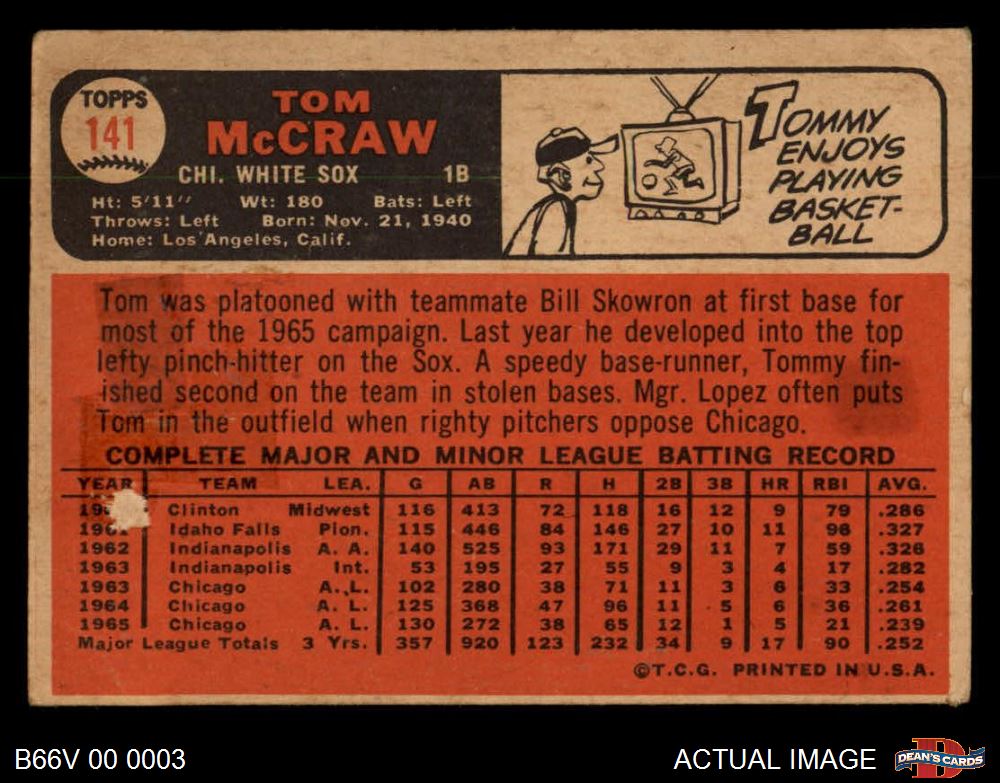 TOPPS
141
TOM
McCRAW
CHI. WHITE SOX 1B
Ht: 5'11" Wt: 180 Bats: Left
Throws: Left Born: Nov. 21, 1940
Home: Los Angeles, Calif.
TOMMY
ENJOYS
PLAYING
BASKET-
BALL
Tom was platooned with teammate Bill Skowron at first base for
most of the 1965 campaign. Last year he developed into the top
lefty pinch-hitter on the Sox. A speedy base-runner, Tommy fin-
ished second on the team in stolen bases. Mgr. Lopez often puts
Tom in the outfield when righty pitchers oppose Chicago.
COMPLETE MAJOR AND MINOR LEAGUE BATTING RECORD
YEAR TEAM LEA. G AB R H 2B 3B HR RBI AVG.
Clinton Midwest 116 413 72 118 16 12 9 79 .286
Idaho Falls Pion. 115 446 84 146 27 10 11 96 .327
1962 Indianapolis A. A. 140 525 93 171 29 11 7 59 .326
1963 Indianapolis Int. 53 195 27 55 9 3 4 17 .282
1963 Chicago A. L. 102 280 38 71 11 3 6 33 .254
1964 Chicago A. L. 125 368 47 96 11 5 6 36 .261
1965 Chicago A. L. 130 272 38 65 12 1 5 21 .239
Major League Totals 3 Yrs. 357 920 123 232 34 9 17 90 .252
©T.C.G. PRINTED IN U.S.A.
B66V 00 0003
ACTUAL IMAGE
DEAN'S CARDS